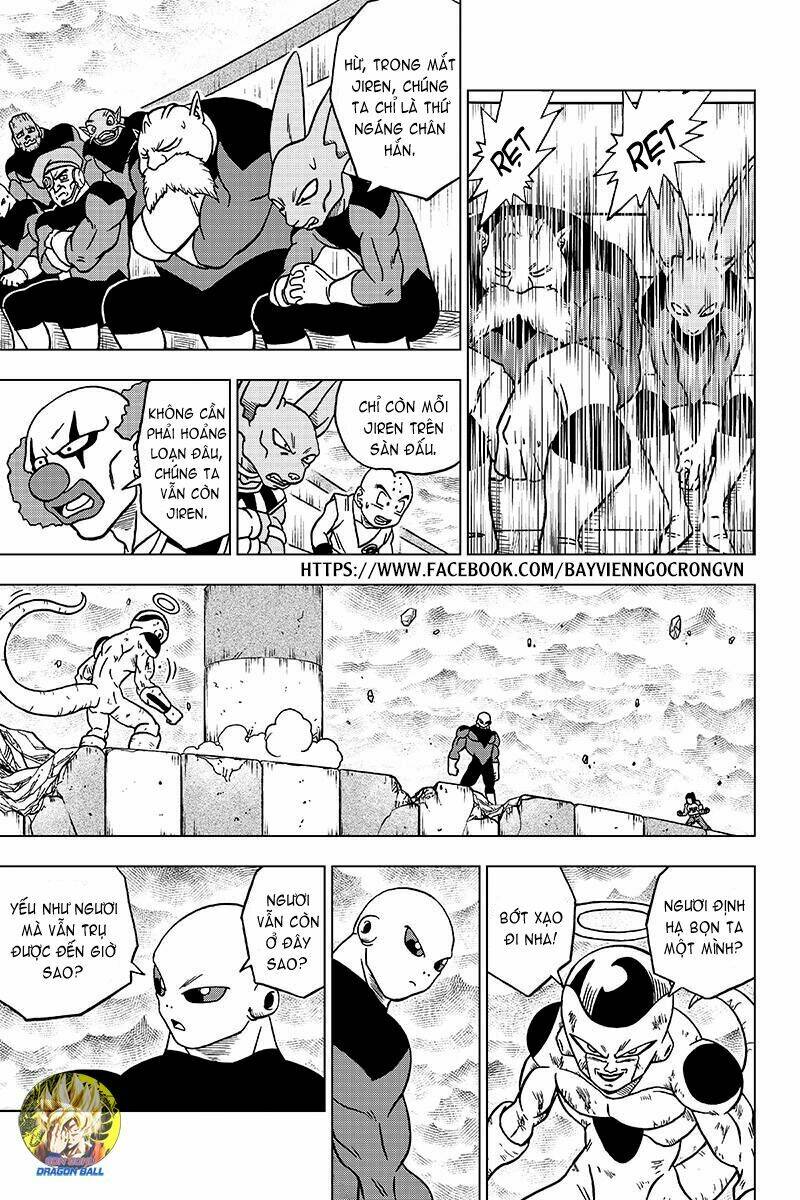 RẸT
RẸT
HỪ, TRONG MẮT
JIREN, CHÚNG
TA CHỈ LÀ THỨ
NGÁNG CHÂN
HẮN.
CHỈ CÒN MỖI
JIREN TRÊN
SÀN ĐẤU.
KHÔNG CẦN
PHẢI HOẢNG
LOẠN ĐÂU,
CHÚNG TA
VẪN CÒN
JIREN.
HTTPS://WWW.FACEBOOK.COM/BAYVIENNGOCRONGVN
NGƯƠI ĐỊNH
HẠ BỌN TA
MỘT MÌNH?
BỚT XẠO
ĐI NHA!
NGƯƠI
VẪN CÒN
Ở ĐÂY
SAO?
YẾU NHƯ NGƯƠI
MÀ VẪN TRỤ
ĐƯỢC ĐẾN GIỜ
SAO?
DRAGON BALL